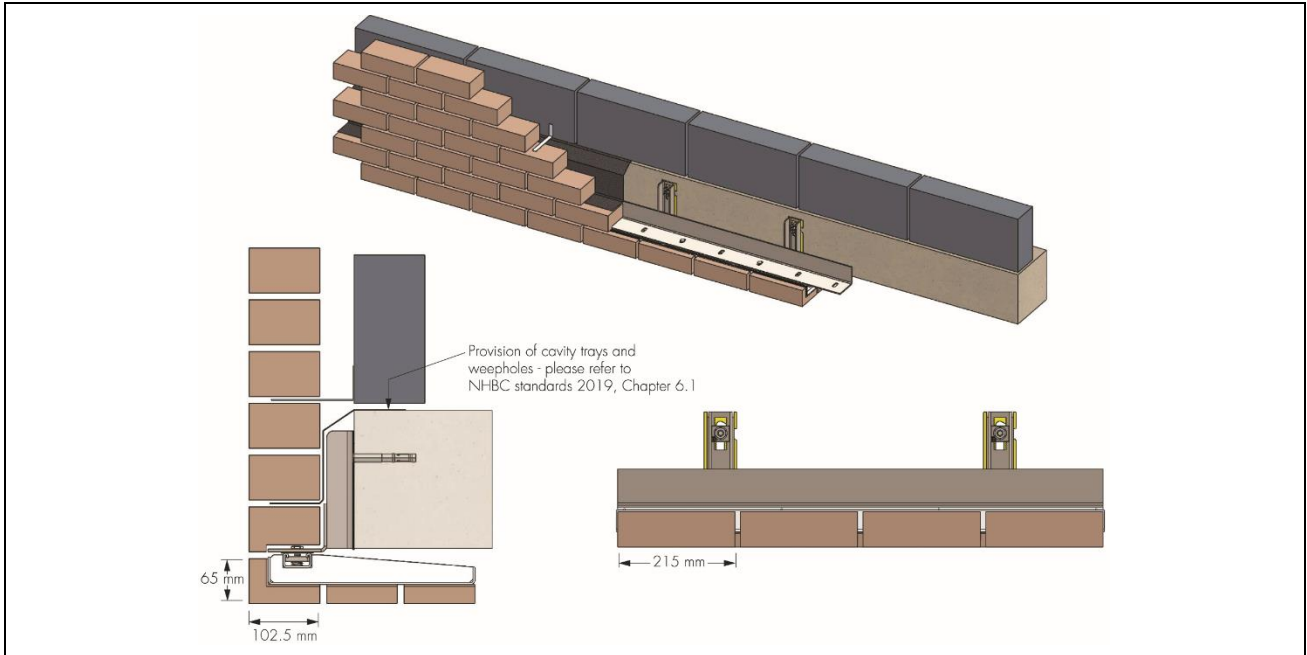 Provision of cavity trays and
weepholes - please refer to
NHBC standards 2019, Chapter 6.1
65 mm
215 mm
102.5 mm